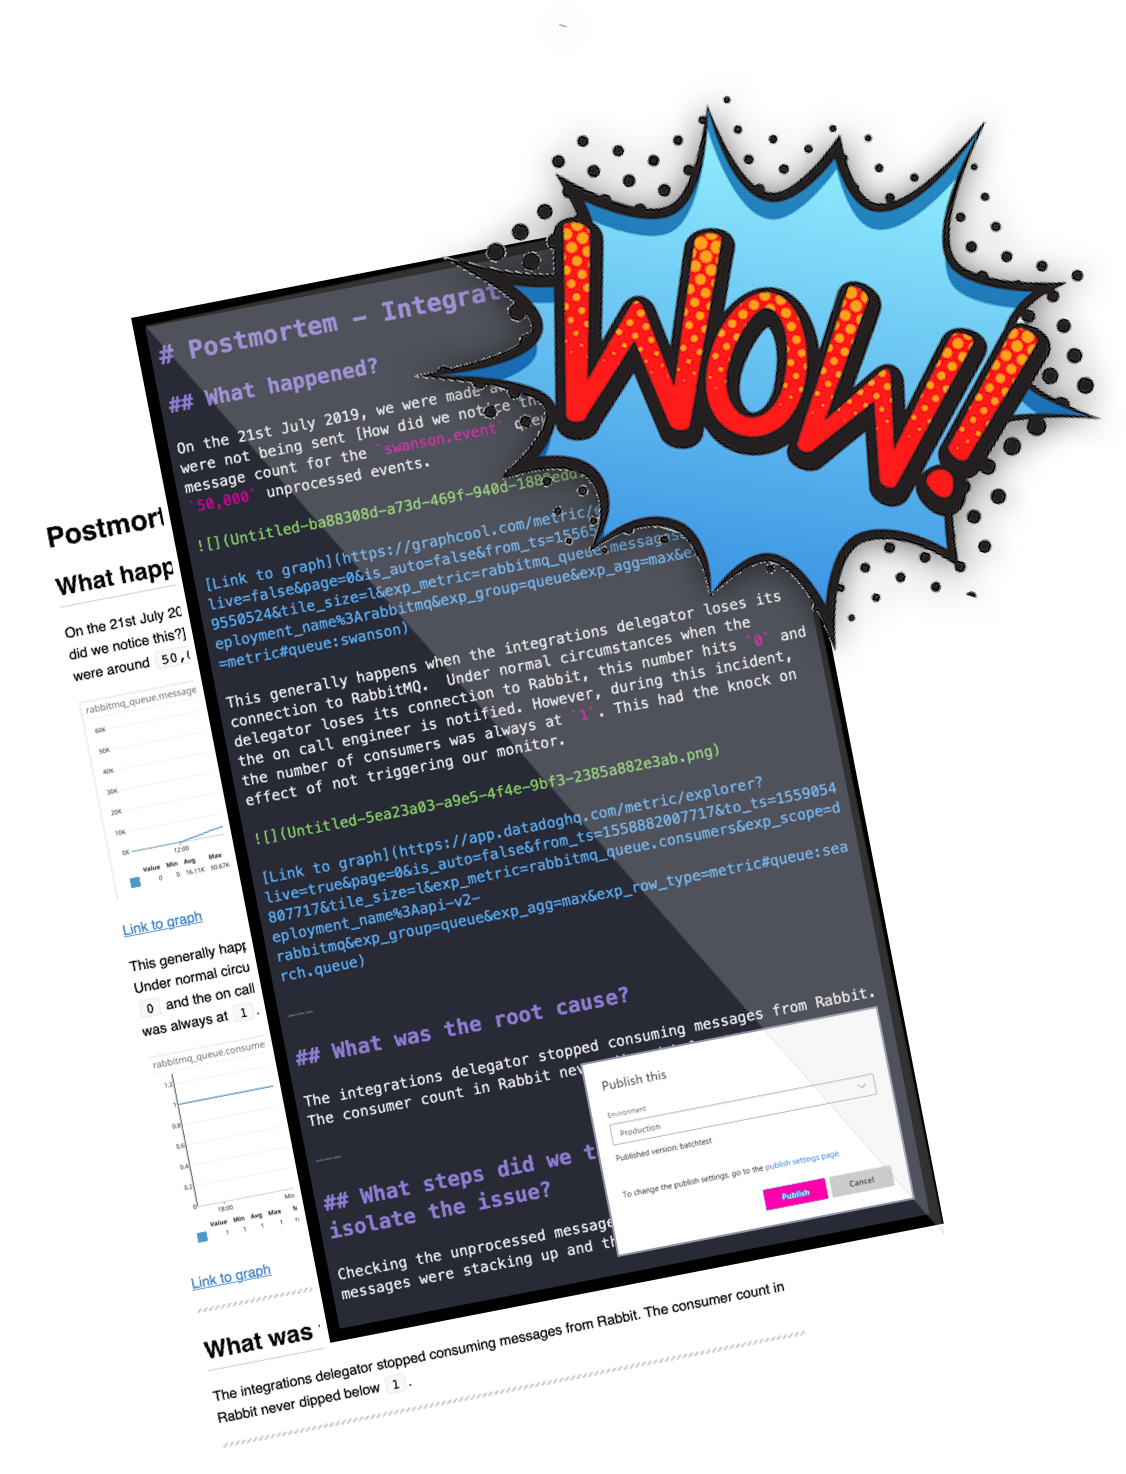 WOW!
# Postmortem – Integrat
## What happened?
On the 21st July 2019, we were made
were not being sent [How did we notice
message count for the `swanson.event`
`50,000` unprocessed events.
![](Untitled-ba88308d-a73d-469f-940d-
[Link to graph](https://graphcool.com/metric/
live=false&page=0&is_auto=false&from_ts=15565
9550524&tile_size=l&exp_metric=rabbitmq_queue.messages
eployment_name%3Arabbitmq&exp_group=queue&exp_agg=max&e
=metric#queue:swanson)
This generally happens when the integrations delegator loses its
connection to RabbitMQ. Under normal circumstances when the
delegator loses its connection to Rabbit, this number hits `0` and
the on call engineer is notified. However, during this incident,
the number of consumers was always at `1`. This had the knock on
effect of not triggering our monitor.
![](Untitled-5ea23a03-a9e5-4f4e-9bf3-2385a882e3ab.png)
[Link to graph](https://app.datadoghq.com/metric/explorer?
live=true&page=0&is_auto=false&from_ts=1558882007717&to_ts=1559054
807717&tile_size=l&exp_metric=rabbitmq_queue.consumers&exp_scope=d
eployment_name%3Aapi-v2-
rabbitmq&exp_group=queue&exp_agg=max&exp_row_type=metric#queue:sea
rch.queue)
---
## What was the root cause?
The integrations delegator stopped consuming messages from Rabbit.
The consumer count in Rabbit nev
---
## What steps did we t
isolate the issue?
Checking the unprocessed message
messages were stacking up and th
Publish this
Environment
Production
Published version: batchtest
To change the publish settings, go to the publish settings page.
Publish
Cancel
Postmort
What happ
On the 21st July 20
did we notice this?]
were around 50,0
rabbitmq_queue.message
60K
50K
40K
30K
20K
10K
0K
12:00
Value Min Avg Max
0 0 16.11K 50.67K
Link to graph
This generally happ
Under normal circu
0 and the on call
was always at 1.
rabbitmq_queue.consume
1.2
1
0.8
0.6
0.4
0.2
0
18:00
Mo
Value Min Avg Max
1 1 1 1
Link to graph
What was
The integrations delegator stopped consuming messages from Rabbit. The consumer count in
Rabbit never dipped below 1.